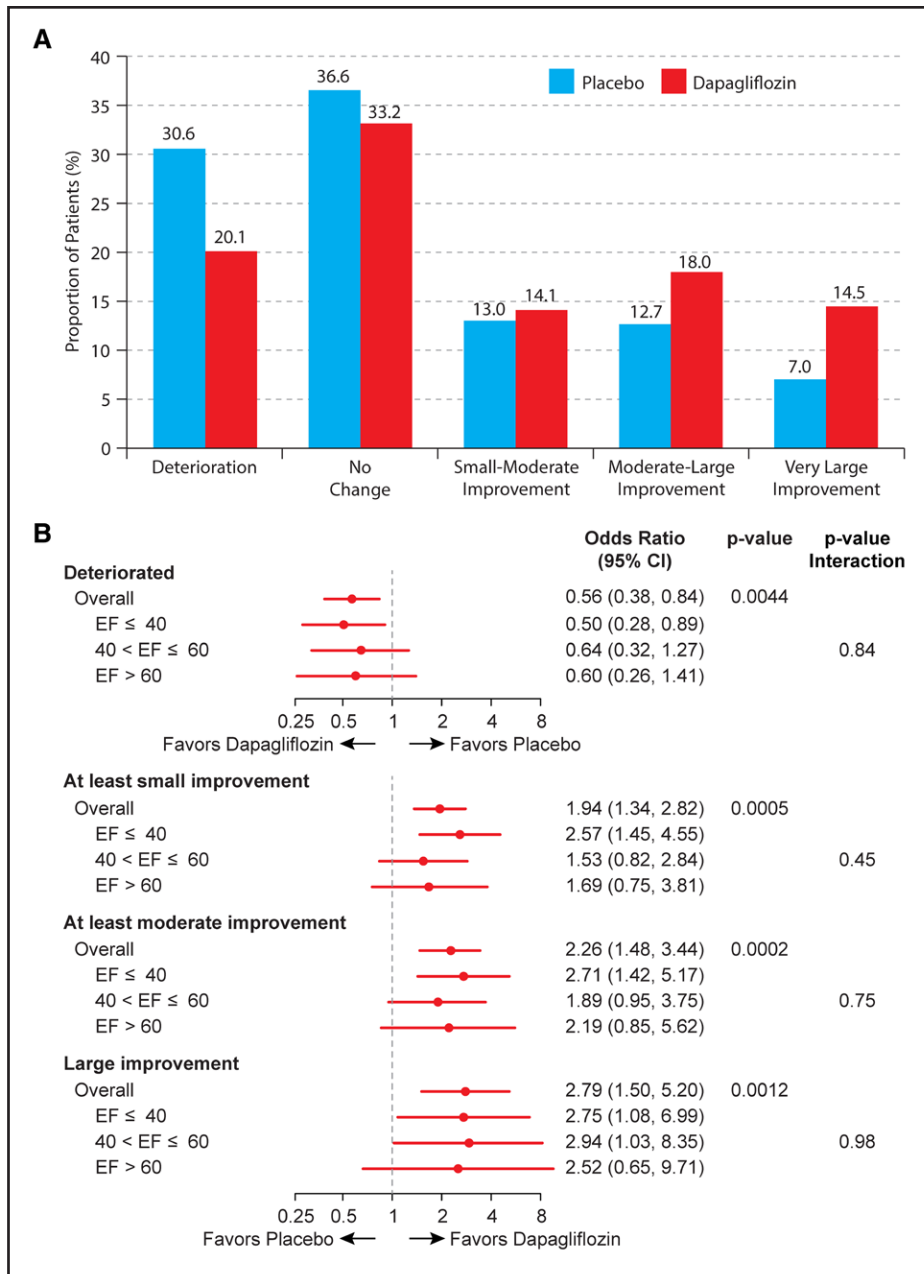 A
40
35
30
25
20
15
10
5
0
Proportion of Patients (%)
Placebo Dapagliflozin
30.6 20.1 36.6 33.2 13.0 14.1 12.7 18.0 7.0 14.5
Deterioration
No
Change
Small-Moderate
Improvement
Moderate-Large
Improvement
Very Large
Improvement
B
Odds Ratio
(95% CI)
p-value
p-value
Interaction
Deteriorated
Overall 0.56 (0.38, 0.84) 0.0044
EF ≤ 40 0.50 (0.28, 0.89)
40 < EF ≤ 60 0.64 (0.32, 1.27) 0.84
EF > 60 0.60 (0.26, 1.41)
0.25 0.5 1 2 4 8
Favors Dapagliflozin Favors Placebo
At least small improvement
Overall 1.94 (1.34, 2.82) 0.0005
EF ≤ 40 2.57 (1.45, 4.55)
40 < EF ≤ 60 1.53 (0.82, 2.84) 0.45
EF > 60 1.69 (0.75, 3.81)
At least moderate improvement
Overall 2.26 (1.48, 3.44) 0.0002
EF ≤ 40 2.71 (1.42, 5.17)
40 < EF ≤ 60 1.89 (0.95, 3.75) 0.75
EF > 60 2.19 (0.85, 5.62)
Large improvement
Overall 2.79 (1.50, 5.20) 0.0012
EF ≤ 40 2.75 (1.08, 6.99)
40 < EF ≤ 60 2.94 (1.03, 8.35) 0.98
EF > 60 2.52 (0.65, 9.71)
0.25 0.5 1 2 4 8
Favors Placebo Favors Dapagliflozin